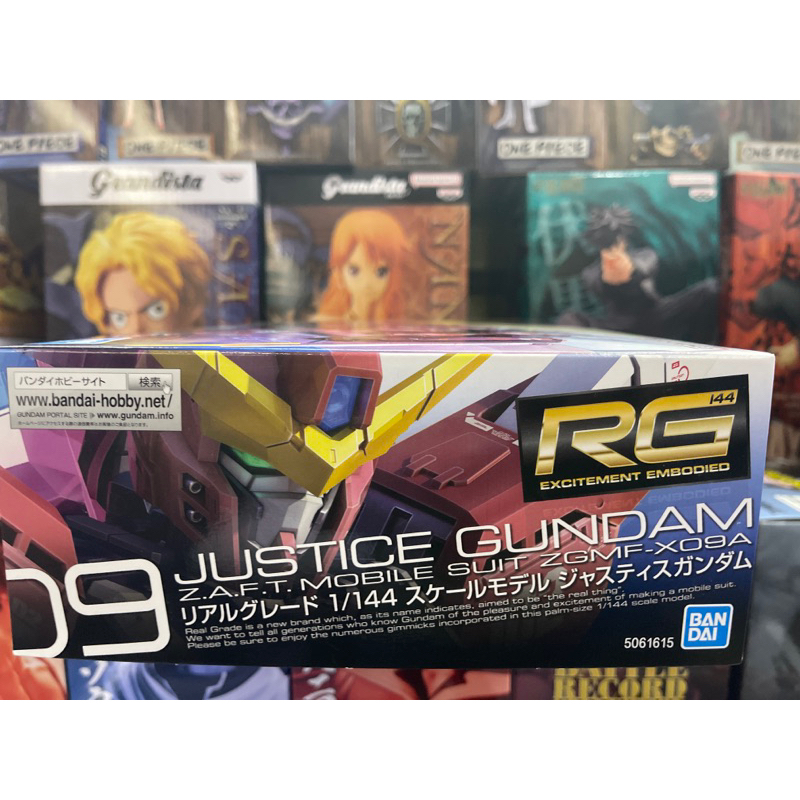 ONE PIECE
ONE PIECE
ONE PIECE
ONE PIECE
Grandista
Grandista
伏黒
バンダイホビーサイト 検索
www.bandai-hobby.net/
GUNDAM PORTAL SITE www.gundam.info
RG 144
EXCITEMENT EMBODIED
09
JUSTICE GUNDAM
Z.A.F.T. MOBILE SUIT ZGMF-X09A
リアルグレード 1/144 スケールモデル ジャスティスガンダム
Real Grade is a new brand which, as its name indicates, aimed to be "the real thing".
We want to tell all generations who know Gundam of the pleasure and excitement of making a mobile suit.
Please be sure to enjoy the numerous gimmicks incorporated in this palm-size 1/144 scale model.
5061615
BAN
DAI
BATTLE
RECORD